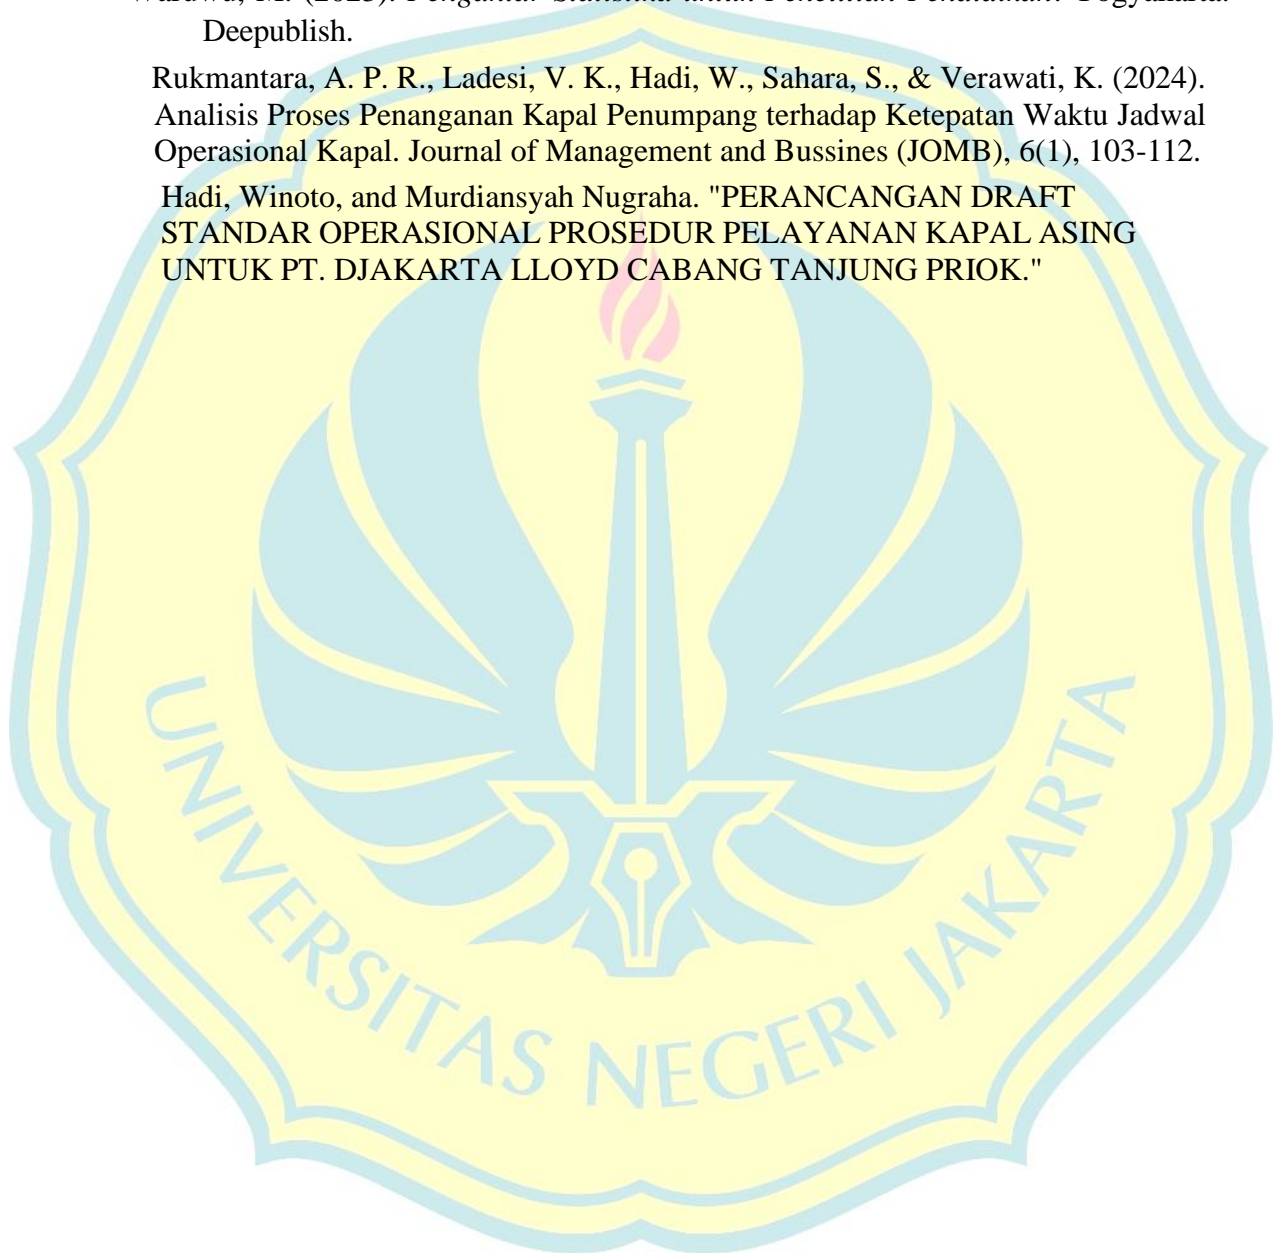 Deepublish.
Rukmantara, A. P. R., Ladesi, V. K., Hadi, W., Sahara, S., & Verawati, K. (2024).
Analisis Proses Penanganan Kapal Penumpang terhadap Ketepatan Waktu Jadwal
Operasional Kapal. Journal of Management and Bussines (JOMB), 6(1), 103-112.
Hadi, Winoto, and Murdiansyah Nugraha. "PERANCANGAN DRAFT
STANDAR OPERASIONAL PROSEDUR PELAYANAN KAPAL ASING
UNTUK PT. DJAKARTA LLOYD CABANG TANJUNG PRIOK."
UNIVERSITAS NEGERI JAKARTA